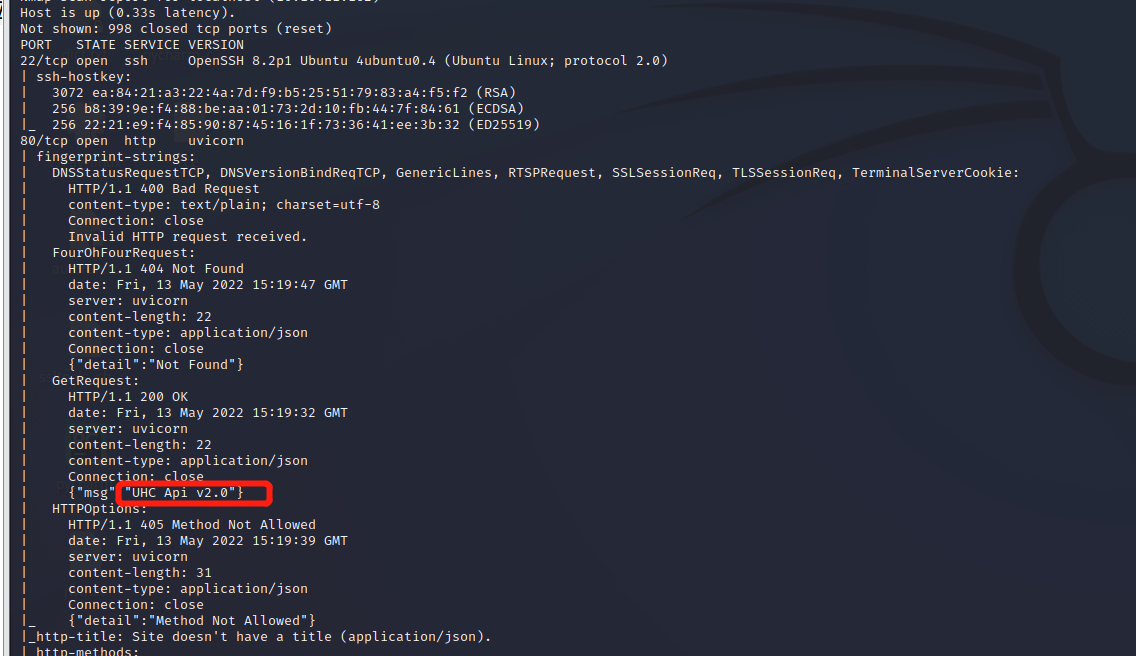 Host is up (0.33s latency).
Not shown: 998 closed tcp ports (reset)
PORT   STATE SERVICE VERSION
22/tcp open  ssh     OpenSSH 8.2p1 Ubuntu 4ubuntu0.4 (Ubuntu Linux; protocol 2.0)
| ssh-hostkey:
|   3072 ea:84:21:a3:22:4a:7d:f9:b5:25:51:79:83:a4:f5:f2 (RSA)
|   256 b8:39:9e:f4:88:be:aa:01:73:2d:10:fb:44:7f:84:61 (ECDSA)
|_  256 22:21:e9:f4:85:90:87:45:16:1f:73:36:41:ee:3b:32 (ED25519)
80/tcp open  http    uvicorn
| fingerprint-strings:
|   DNSStatusRequestTCP, DNSVersionBindReqTCP, GenericLines, RTSPRequest, SSLSessionReq, TLSSessionReq, TerminalServerCookie:
|     HTTP/1.1 400 Bad Request
|     content-type: text/plain; charset=utf-8
|     Connection: close
|     Invalid HTTP request received.
|   FourOhFourRequest:
|     HTTP/1.1 404 Not Found
|     date: Fri, 13 May 2022 15:19:47 GMT
|     server: uvicorn
|     content-length: 22
|     content-type: application/json
|     Connection: close
|     {"detail":"Not Found"}
|   GetRequest:
|     HTTP/1.1 200 OK
|     date: Fri, 13 May 2022 15:19:32 GMT
|     server: uvicorn
|     content-length: 22
|     content-type: application/json
|     Connection: close
|     {"msg" "UHC Api v2.0"}
|   HTTPOptions:
|     HTTP/1.1 405 Method Not Allowed
|     date: Fri, 13 May 2022 15:19:39 GMT
|     server: uvicorn
|     content-length: 31
|     content-type: application/json
|     Connection: close
|_    {"detail":"Method Not Allowed"}
|_http-title: Site doesn't have a title (application/json).
| http-methods: